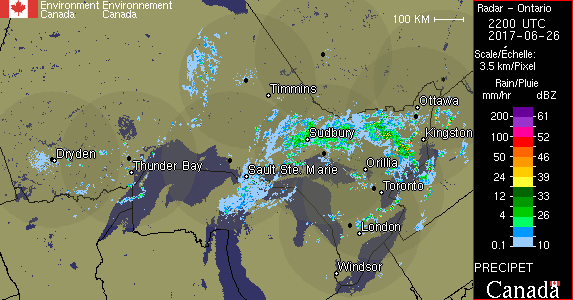 Environment Environnement
Canada Canada
100 KM
Timmins
Ottawa
Sudbury
Kingston
Dryden
Thunder Bay
Sault Ste. Marie
Orillia
Toronto
London
Windsor
Radar - Ontario
2200 UTC
2017-06-26
Scale/Échelle:
3.5 km/Pixel
Rain/Pluie
mm/hr dBZ
200 61
100 52
50 46
24 39
12 33
4 26
0.1 10
PRECIPET
Canada